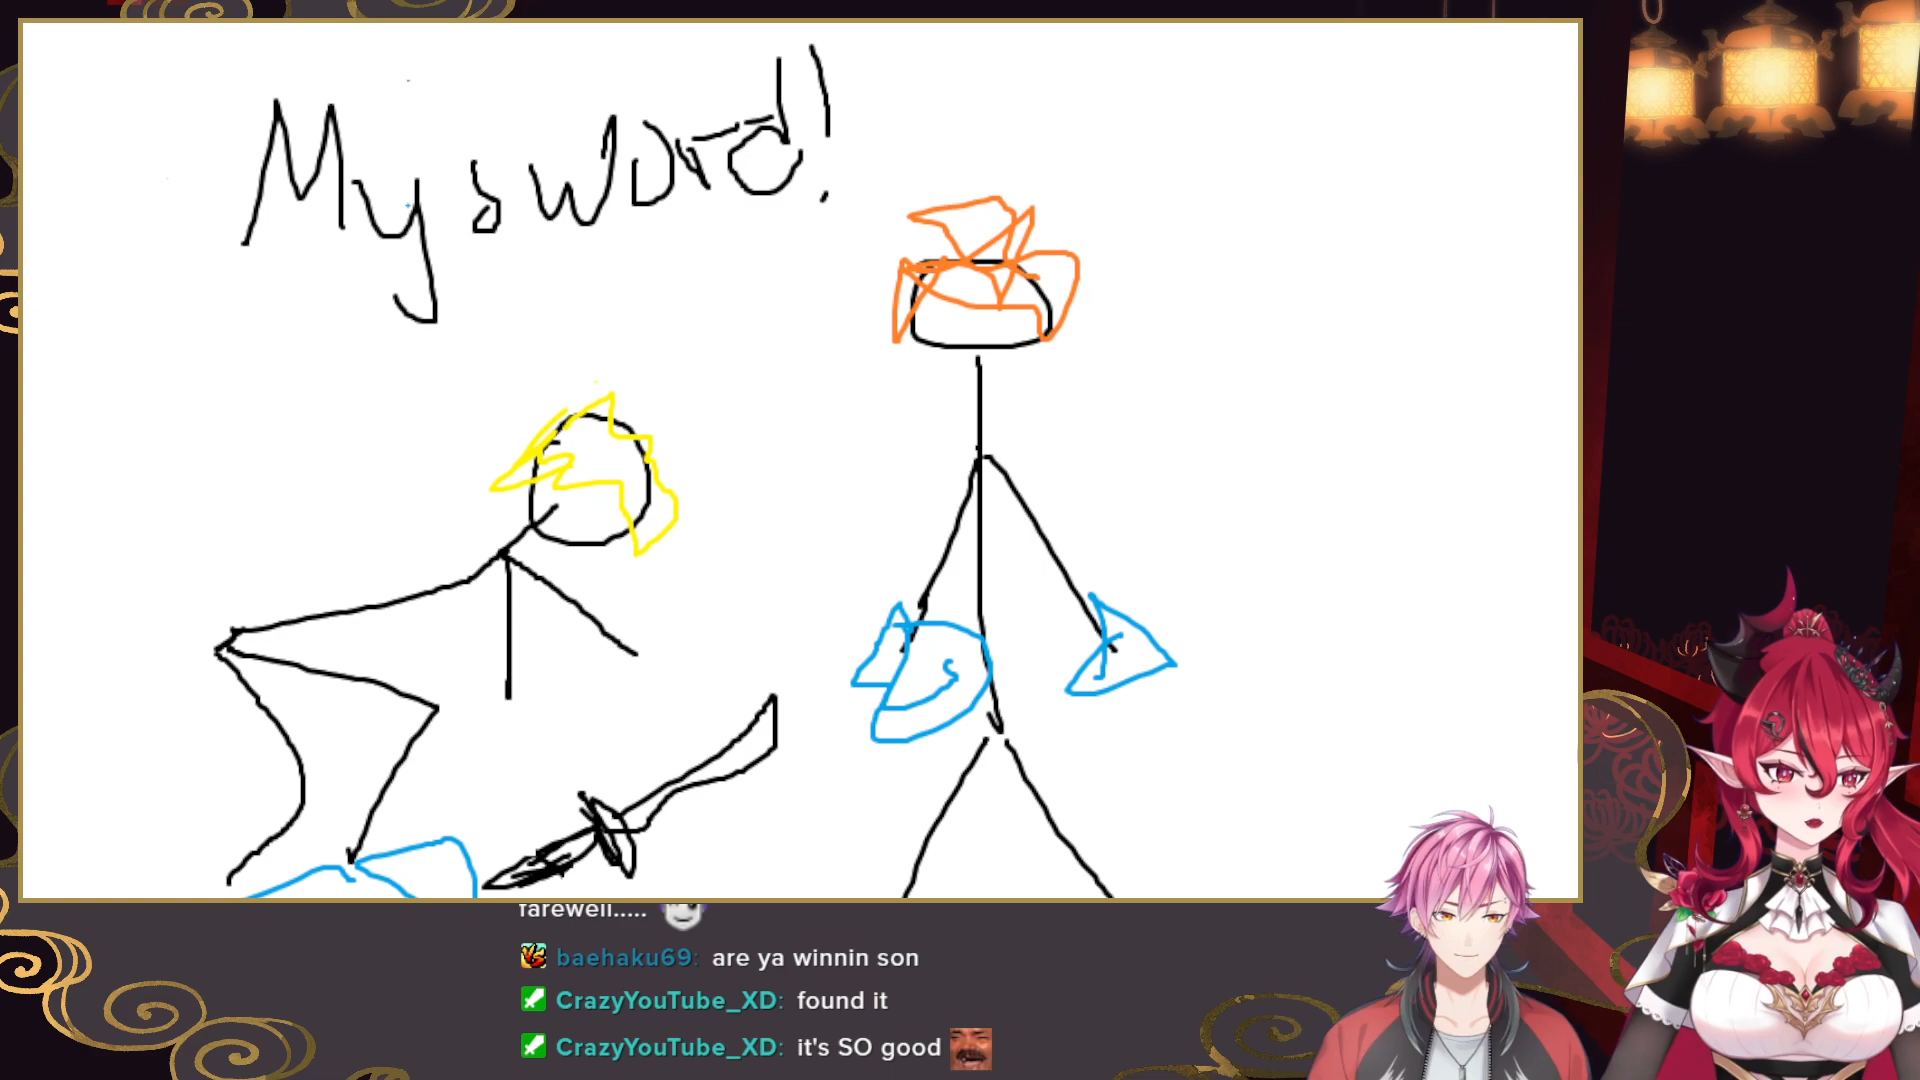 My sword!
farewell.....
baehaku69: are ya winnin son
CrazyYouTube_XD: found it
CrazyYouTube_XD: it's SO good